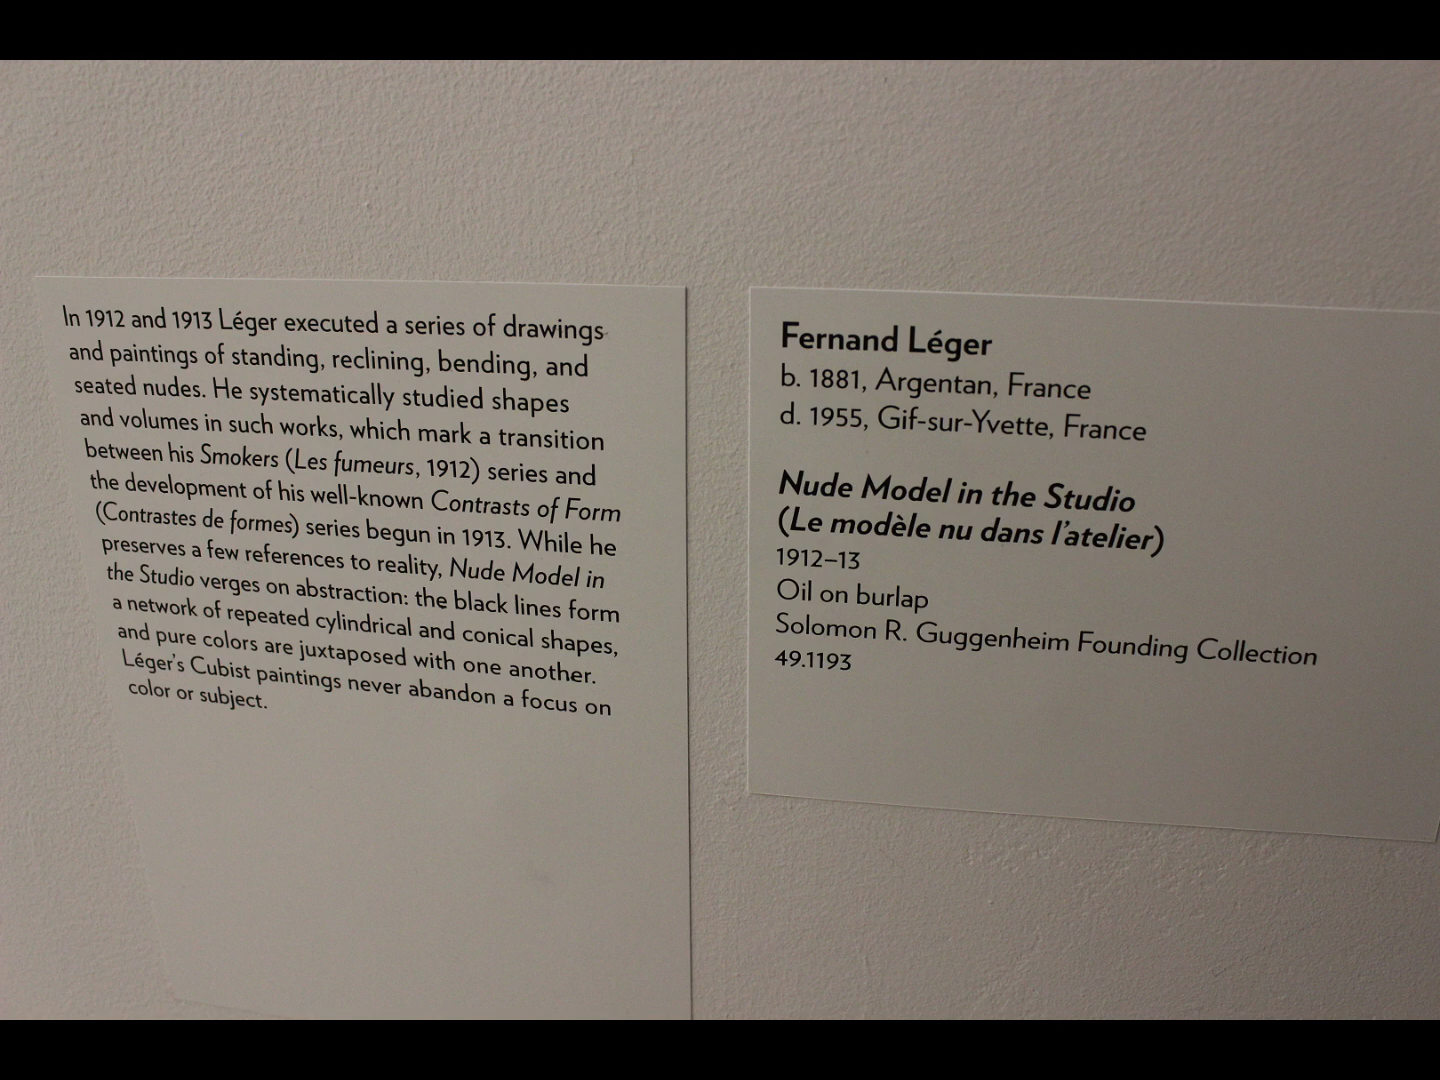 In 1912 and 1913 Léger executed a series of drawings
and paintings of standing, reclining, bending, and
seated nudes. He systematically studied shapes
and volumes in such works, which mark a transition
between his Smokers (Les fumeurs, 1912) series and
the development of his well-known Contrasts of Form
(Contrastes de formes) series begun in 1913. While he
preserves a few references to reality, Nude Model in
the Studio verges on abstraction: the black lines form
a network of repeated cylindrical and conical shapes,
and pure colors are juxtaposed with one another.
Léger's Cubist paintings never abandon a focus on
color or subject.
Fernand Léger
b. 1881, Argentan, France
d. 1955, Gif-sur-Yvette, France
Nude Model in the Studio
(Le modèle nu dans l'atelier)
1912–13
Oil on burlap
Solomon R. Guggenheim Founding Collection
49.1193